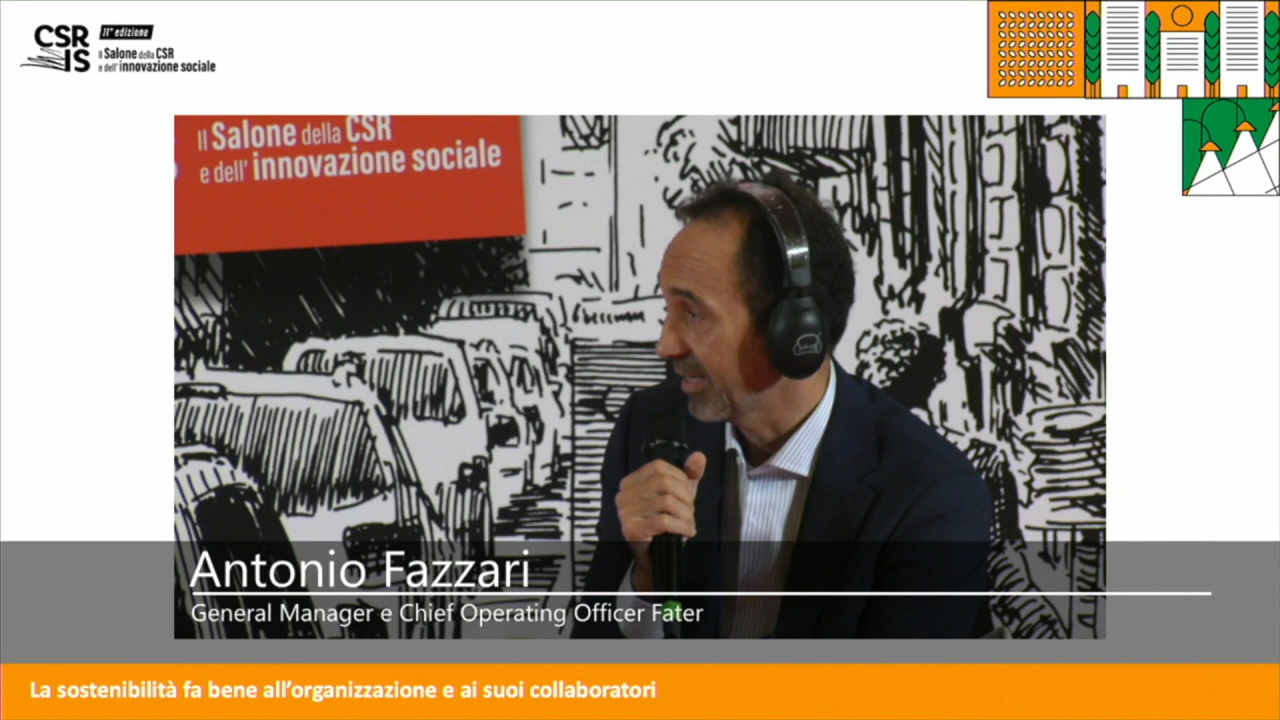 CSR
IS
11° edizione
Il Salone della CSR
e dell' innovazione sociale
Il Salone della CSR
e dell' innovazione sociale
Antonio Fazzari
General Manager e Chief Operating Officer Fater
La sostenibilità fa bene all'organizzazione e ai suoi collaboratori